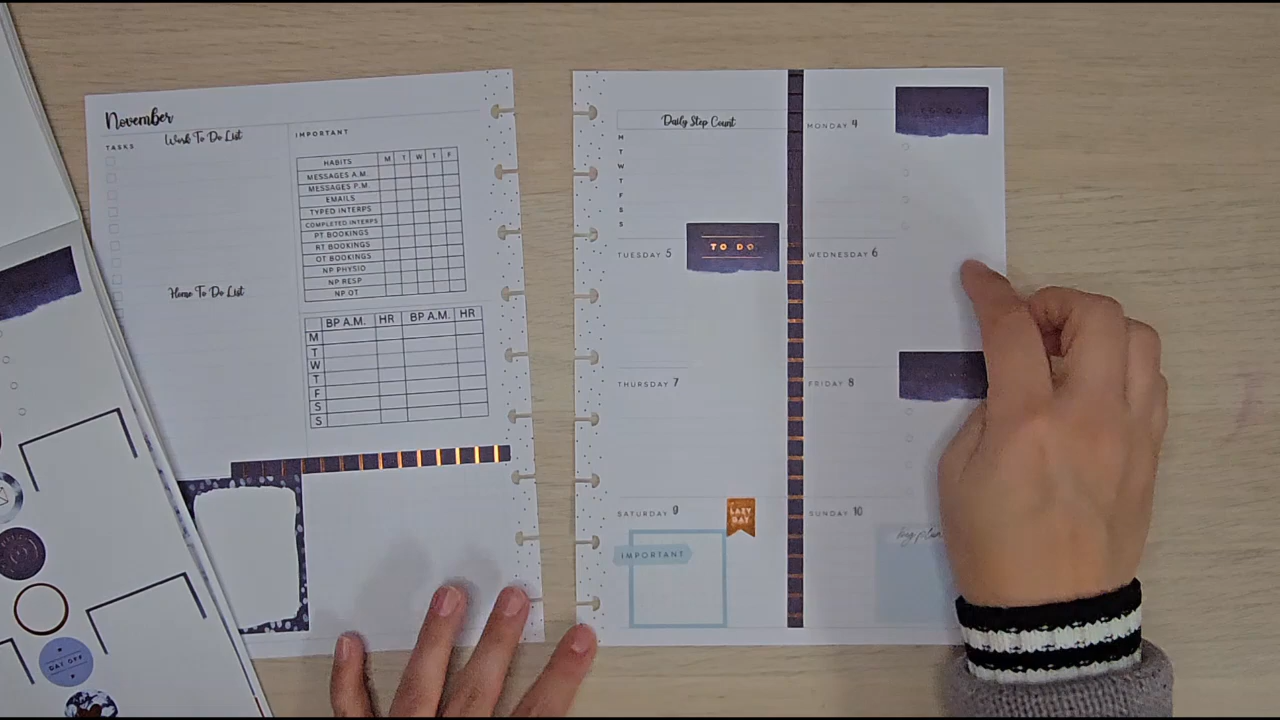 November
Work To Do List
TASKS
Home To Do List
IMPORTANT
HABITS M T W T F
MESSAGES A.M.
MESSAGES P.M.
EMAILS
TYPED INTERPS
COMPLETED INTERPS
PT BOOKINGS
RT BOOKINGS
OT BOOKINGS
NP PHYSIO
NP RESP
NP OT
BP A.M. HR BP A.M. HR
M
T
W
T
F
S
S
Daily Step Count
M
T
W
T
F
S
S
MONDAY 4
TO DO
TUESDAY 5
TO DO
WEDNESDAY 6
THURSDAY 7
FRIDAY 8
SATURDAY 9
LAZY
DAY
IMPORTANT
SUNDAY 10
DAY OFF